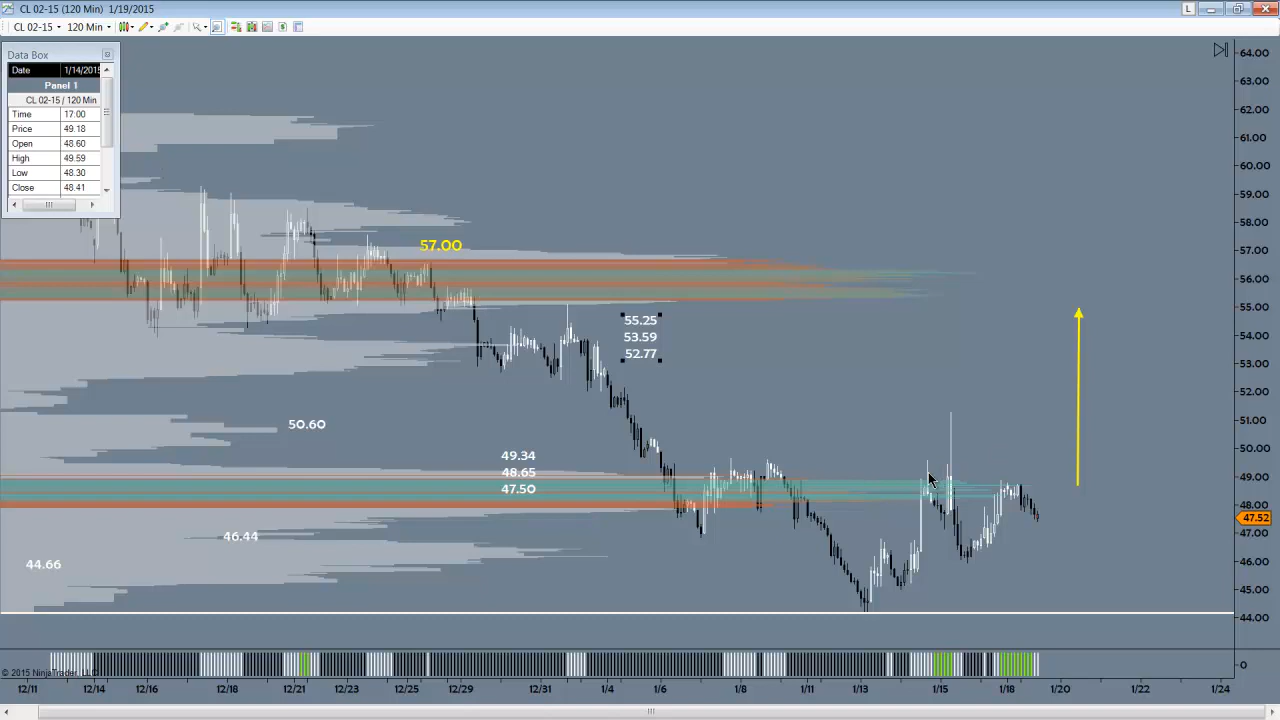 CL 02-15 (120 Min) 1/19/2015
L
CL 02-15 120 Min
Data Box
Date 1/14/2015
Panel 1
CL 02-15 / 120 Min
Time 17:00
Price 49.18
Open 48.60
High 49.59
Low 48.30
Close 48.41
64.00
63.00
62.00
61.00
60.00
59.00
58.00
57.00
56.00
55.00
54.00
53.00
52.00
51.00
50.00
49.00
48.00
47.52
47.00
46.00
45.00
44.00
57.00
55.25
53.59
52.77
50.60
49.34
48.65
47.50
46.44
44.66
0
© 2015 NinjaTrader, LLC
12/11 12/14 12/16 12/18 12/21 12/23 12/25 12/29 12/31 1/4 1/6 1/8 1/11 1/13 1/15 1/18 1/20 1/22 1/24